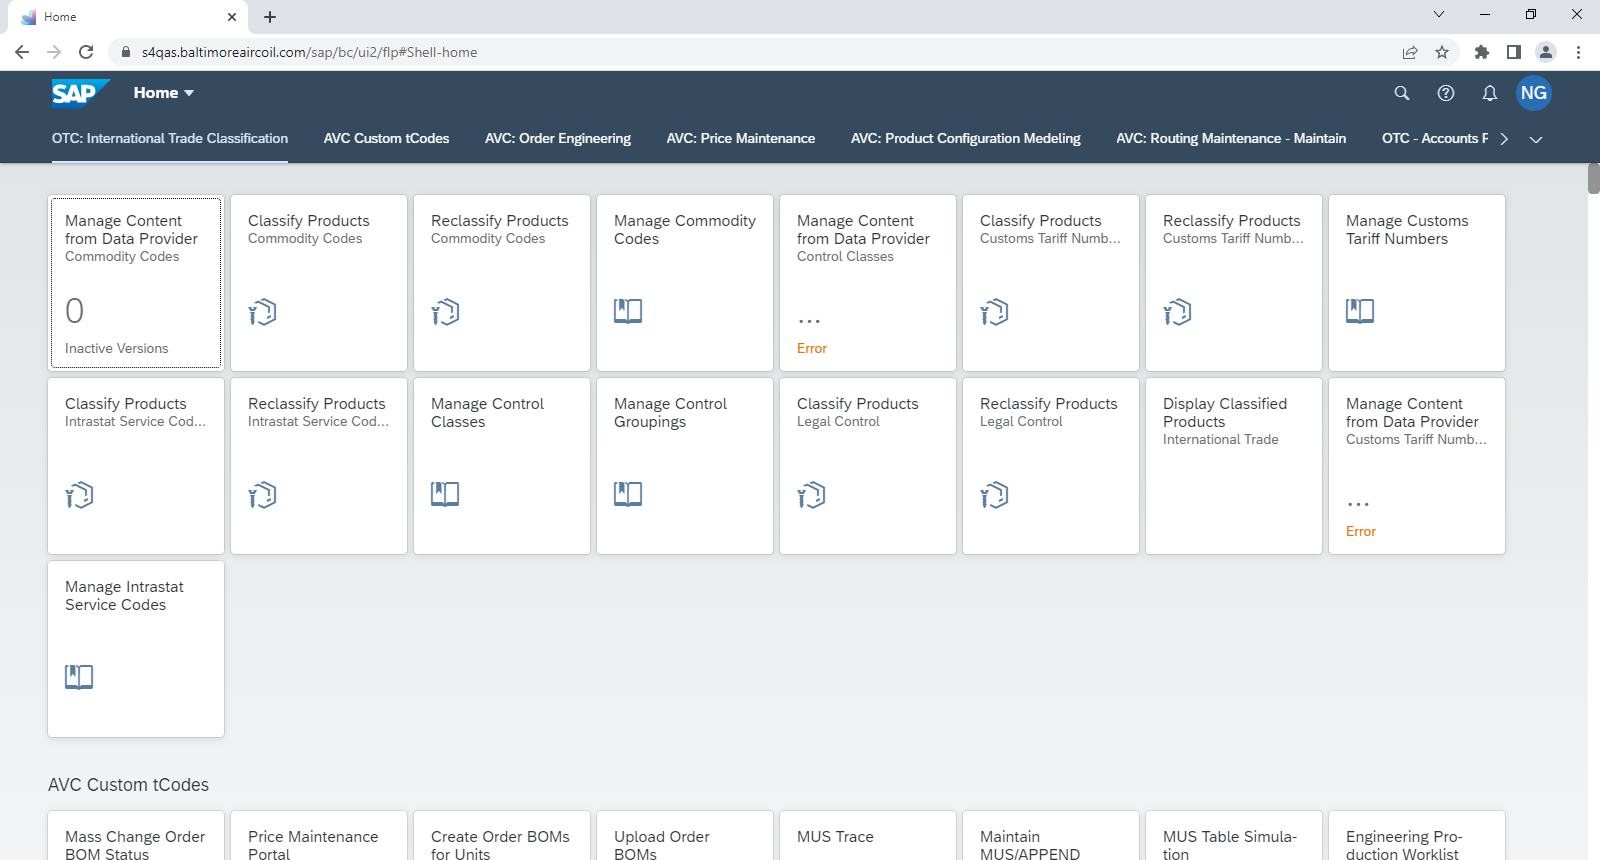 Home
s4qas.baltimoreaircoil.com/sap/bc/ui2/flp#Shell-home
SAP
Home
NG
OTC: International Trade Classification
AVC Custom tCodes
AVC: Order Engineering
AVC: Price Maintenance
AVC: Product Configuration Medeling
AVC: Routing Maintenance - Maintain
OTC - Accounts
Manage Content
from Data Provider
Commodity Codes
0
Inactive Versions
Classify Products
Commodity Codes
Reclassify Products
Commodity Codes
Manage Commodity
Codes
Manage Content
from Data Provider
Control Classes
...
Error
Classify Products
Customs Tariff Numb...
Reclassify Products
Customs Tariff Numb...
Manage Customs
Tariff Numbers
Classify Products
Intrastat Service Cod...
Reclassify Products
Intrastat Service Cod...
Manage Control
Classes
Manage Control
Groupings
Classify Products
Legal Control
Reclassify Products
Legal Control
Display Classified
Products
International Trade
Manage Content
from Data Provider
Customs Tariff Numb...
...
Error
Manage Intrastat
Service Codes
AVC Custom tCodes
Mass Change Order
BOM Status
Price Maintenance
Portal
Create Order BOMs
for Units
Upload Order
BOMs
MUS Trace
Maintain
MUS/APPEND
MUS Table Simula-
tion
Engineering Pro-
duction Worklist